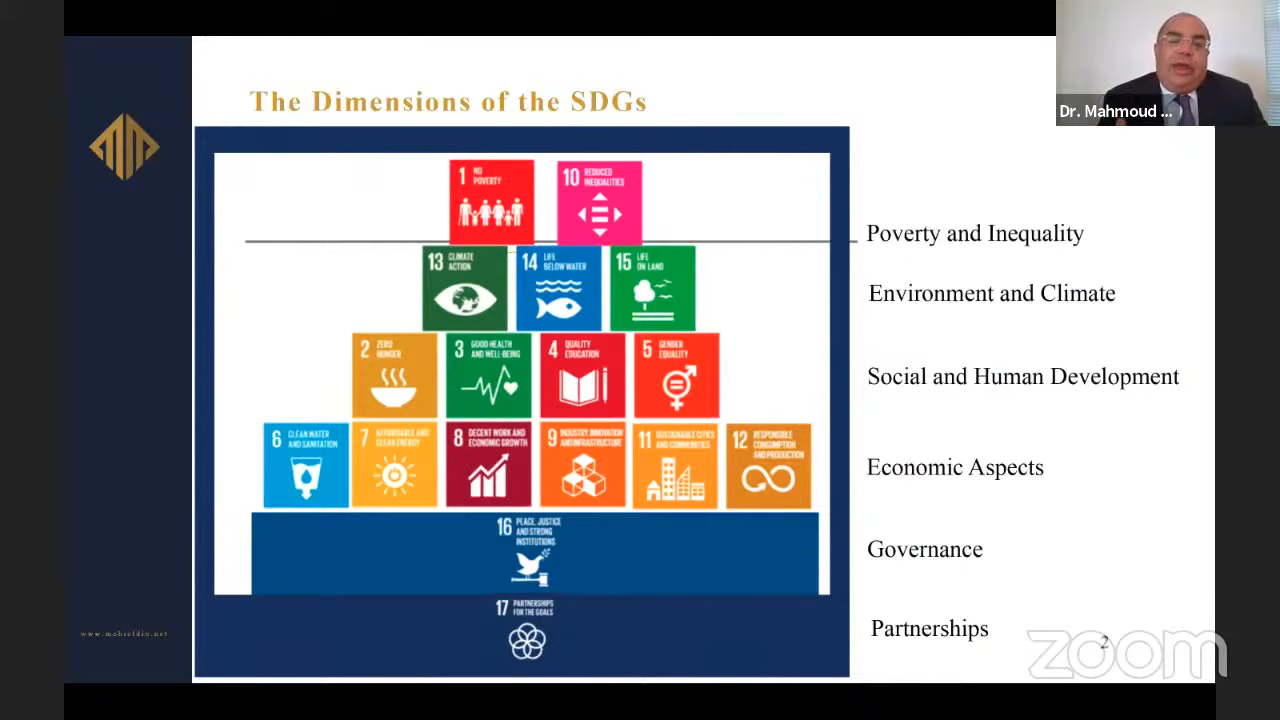 Dr. Mahmoud ...
The Dimensions of the SDGs
1 NO
POVERTY
10 REDUCED
INEQUALITIES
Poverty and Inequality
13 CLIMATE
ACTION
14 LIFE
BELOW WATER
15 LIFE
ON LAND
Environment and Climate
2 ZERO
HUNGER
3 GOOD HEALTH
AND WELL-BEING
4 QUALITY
EDUCATION
5 GENDER
EQUALITY
Social and Human Development
6 CLEAN WATER
AND SANITATION
7 AFFORDABLE AND
CLEAN ENERGY
8 DECENT WORK AND
ECONOMIC GROWTH
9 INDUSTRY, INNOVATION
AND INFRASTRUCTURE
11 SUSTAINABLE CITIES
AND COMMUNITIES
12 RESPONSIBLE
CONSUMPTION
AND PRODUCTION
Economic Aspects
16 PEACE, JUSTICE
AND STRONG
INSTITUTIONS
Governance
17 PARTNERSHIPS
FOR THE GOALS
Partnerships
www.mohieldin.net
2
zoom